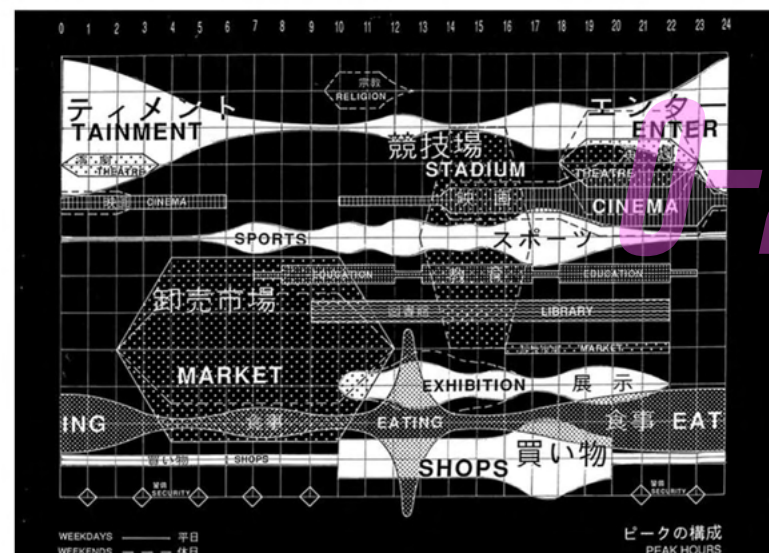 0 1 2 3 4 5 6 7 8 9 10 11 12 13 14 15 16 17 18 19 20 21 22 23 24
宗教
RELIGION
ティメント
エンター
TAINMENT
ENTER
競技場
STADIUM
THEATRE
THEATRE
映 CINEMA
映 画
CINEMA
SPORTS
スポーツ
EDUCATION
教 育
EDUCATION
卸売市場
図書館
LIBRARY
MARKET
MARKET
EXHIBITION
展 示
ING
食事
EATING
食事
EAT
買い物
SHOPS
SHOPS
買い物
警備
SECURITY
警備
SECURITY
WEEKDAYS 平日
WEEKENDS 休日
ピークの構成
PEAK HOURS